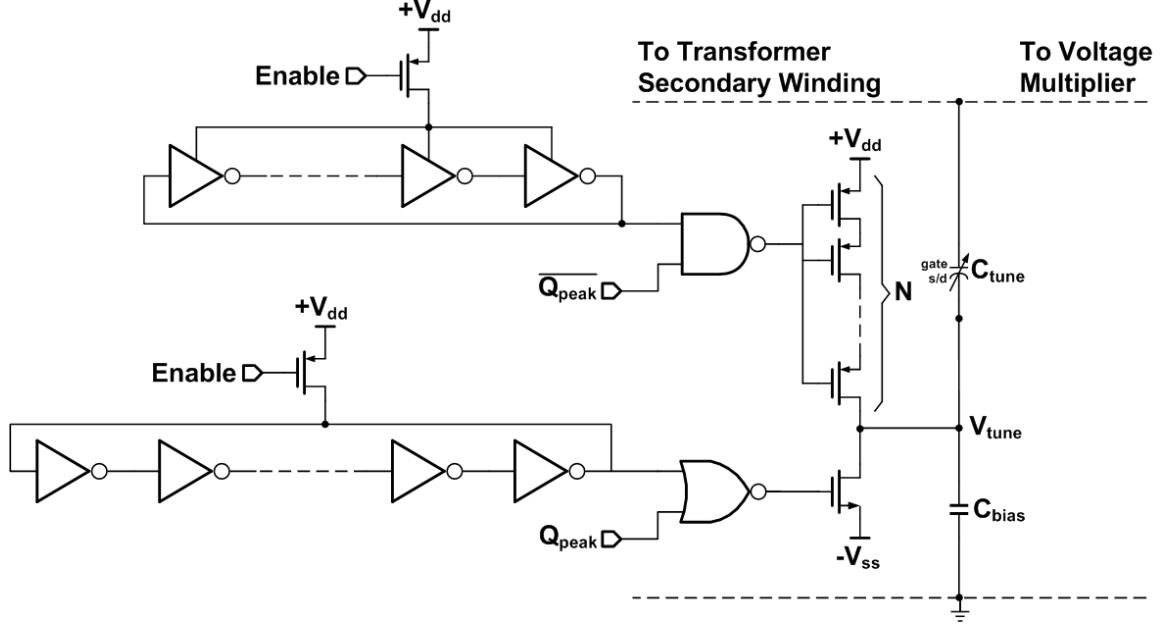 +Vdd
Enable
To Transformer
Secondary Winding
To Voltage
Multiplier
+Vdd
Qpeak
gate
s/d
Ctune
N
+Vdd
Enable
Vtune
Qpeak
Cbias
-Vss